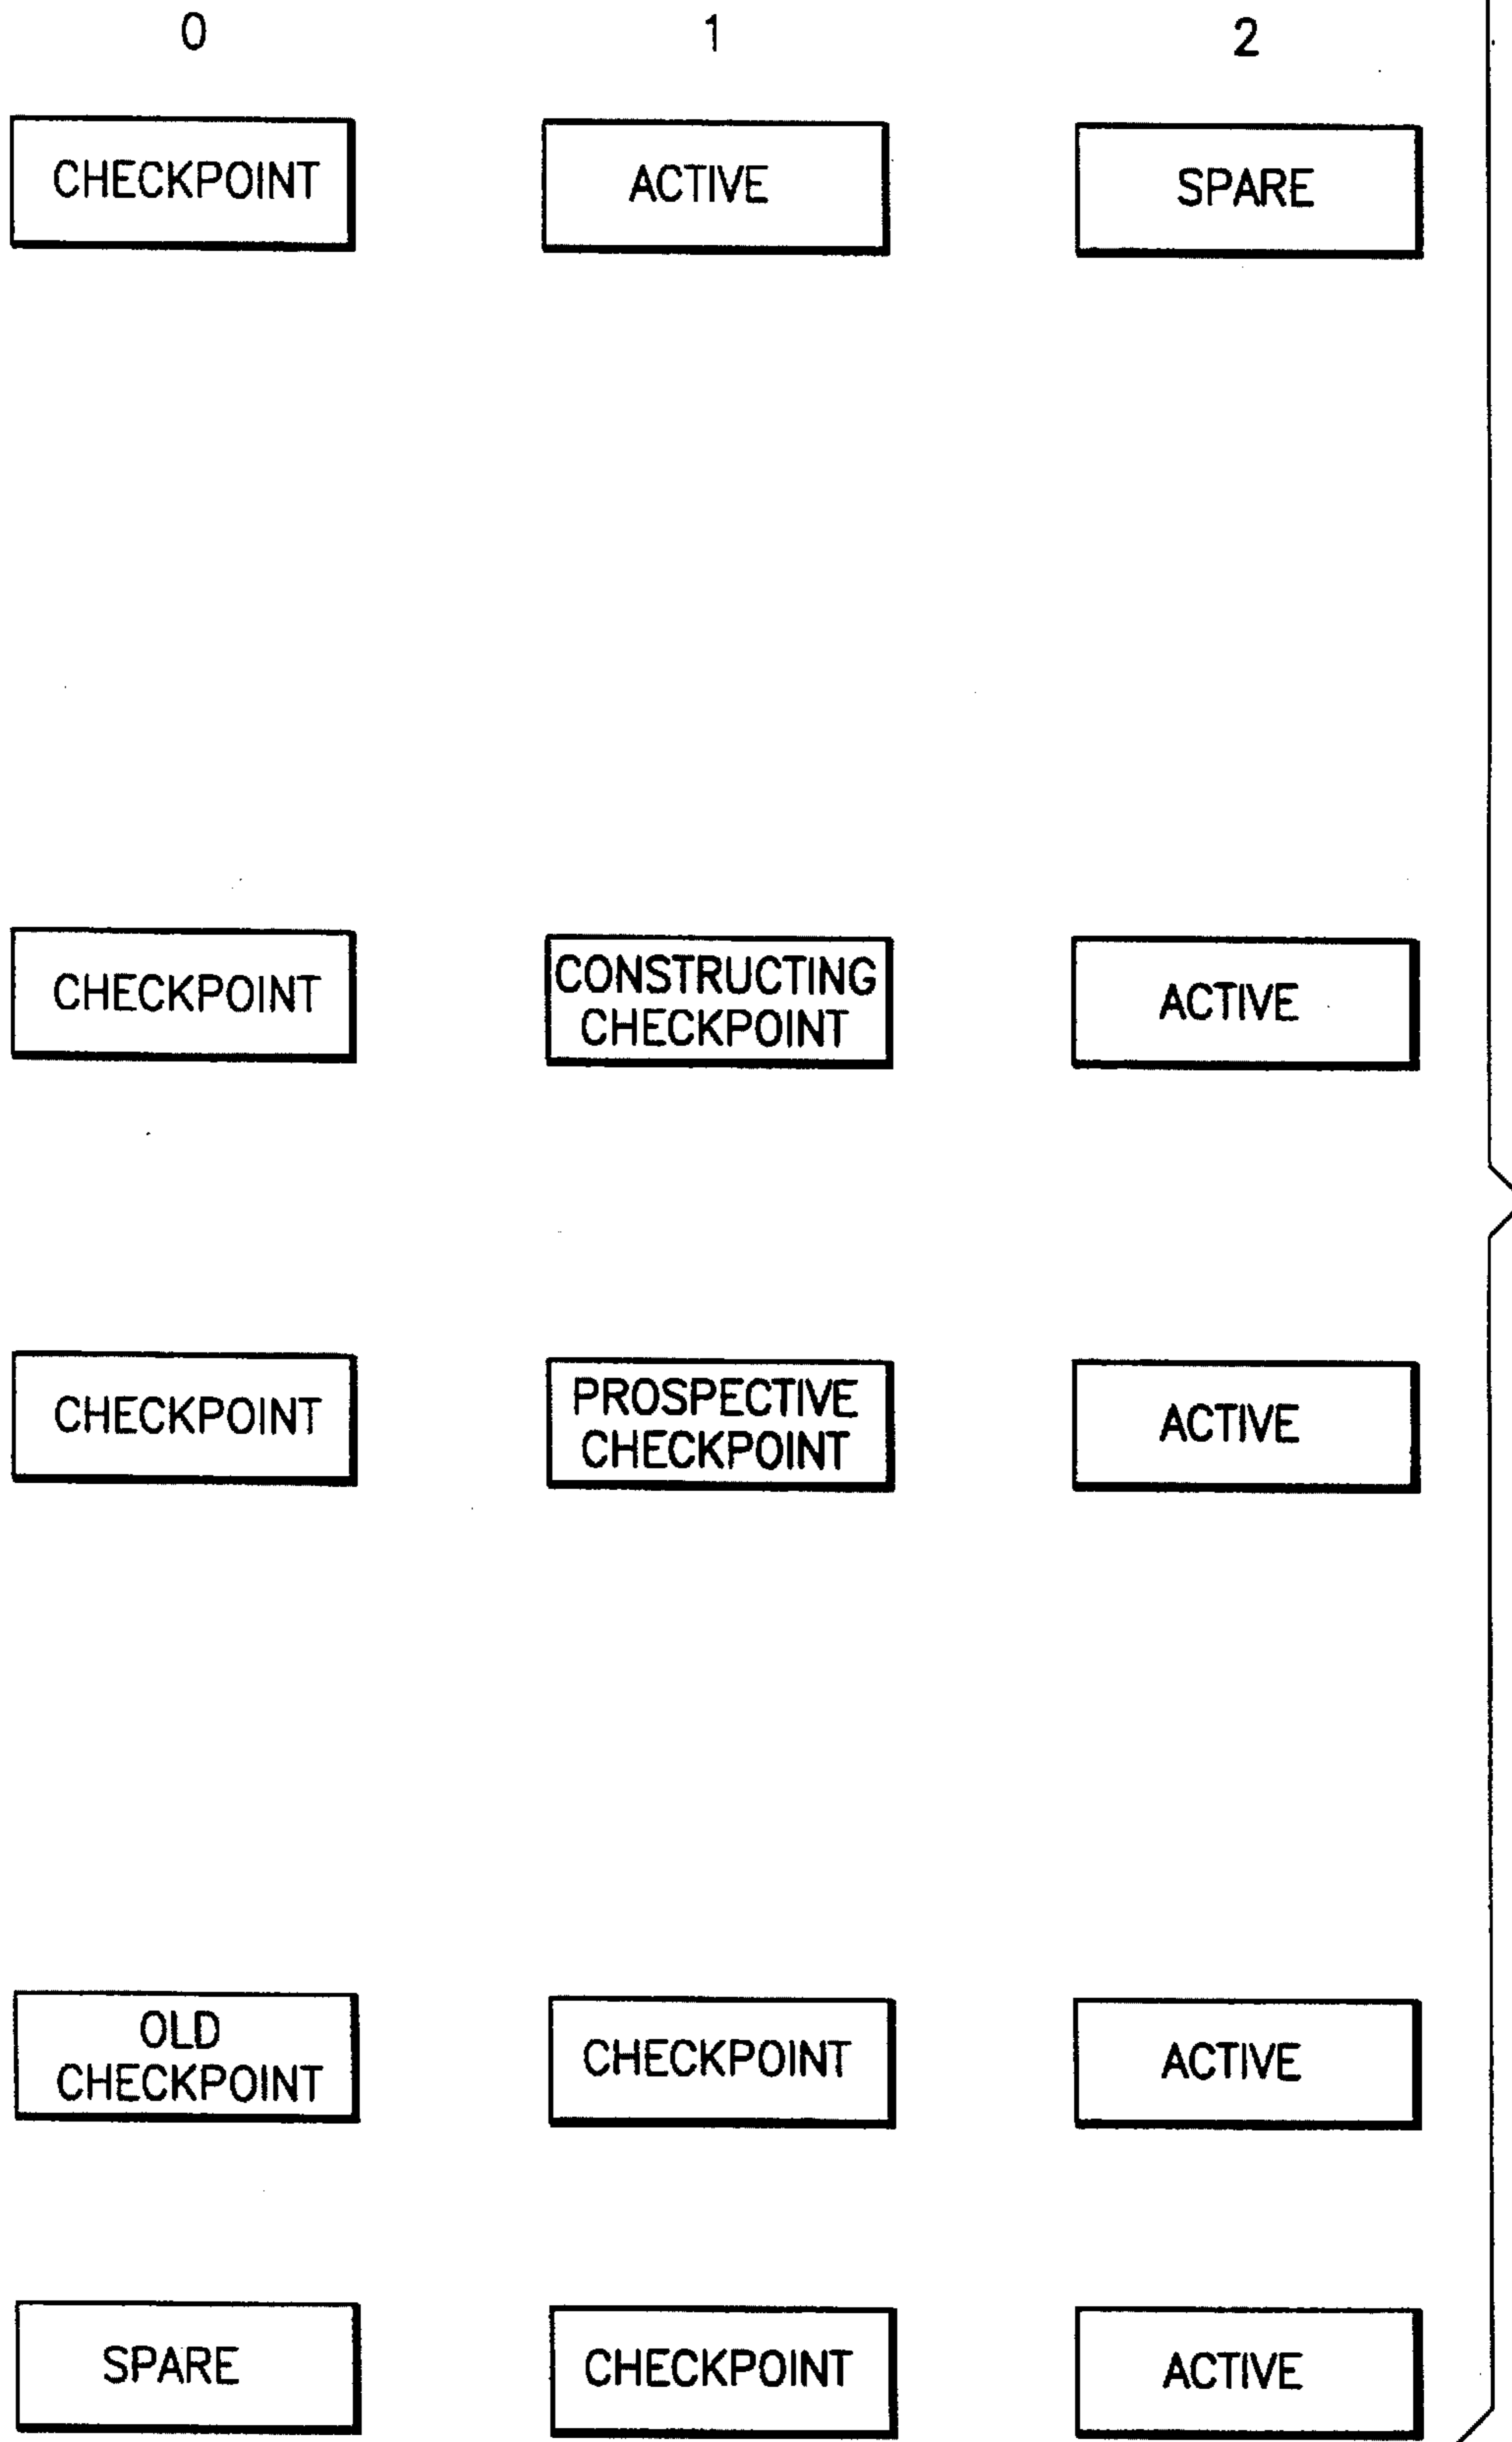 0 1 2
CHECKPOINT ACTIVE SPARE
CHECKPOINT CONSTRUCTING CHECKPOINT ACTIVE
CHECKPOINT PROSPECTIVE CHECKPOINT ACTIVE
OLD CHECKPOINT CHECKPOINT ACTIVE
SPARE CHECKPOINT ACTIVE